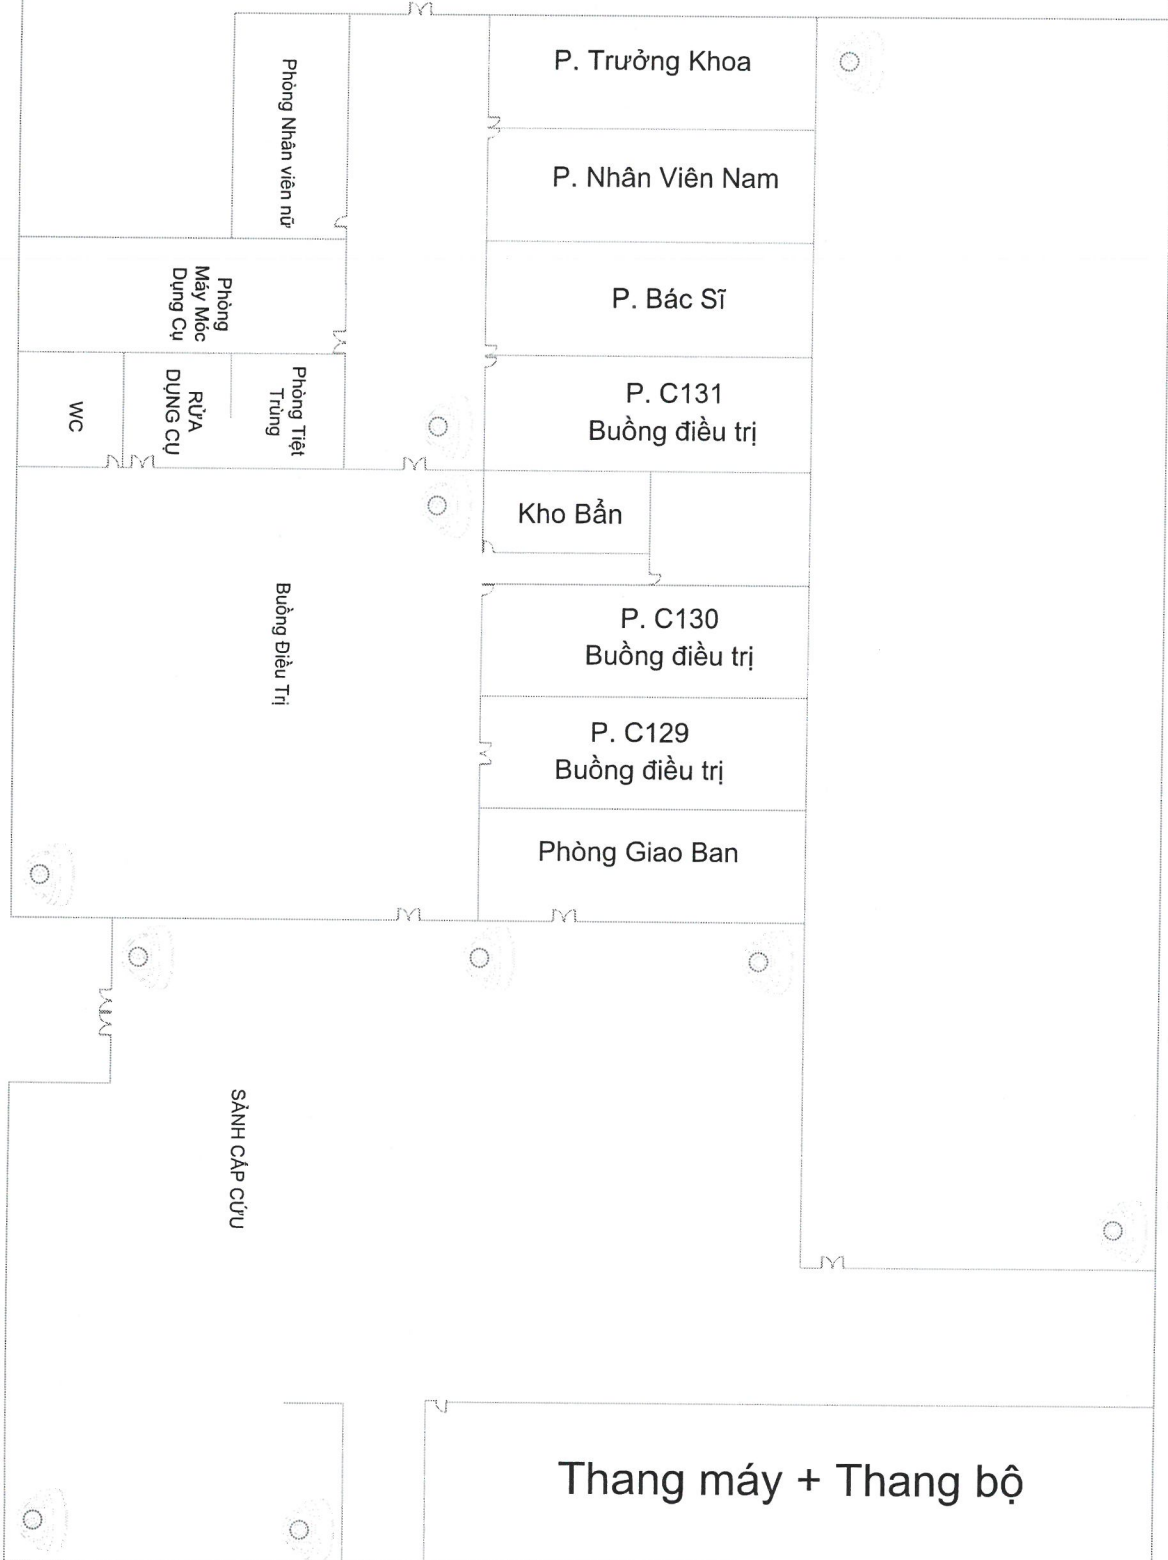 P. Trưởng Khoa
Phòng Nhân viên nữ
P. Nhân Viên Nam
Phòng
Máy Móc
Dụng Cụ
P. Bác Sĩ
P. C131
Buồng điều trị
WC
RỬA
DỤNG CỤ
Phòng Tiệt
Trùng
Kho Bẩn
Buồng Điều Trị
P. C130
Buồng điều trị
P. C129
Buồng điều trị
Phòng Giao Ban
SẢNH CẤP CỨU
Thang máy + Thang bộ